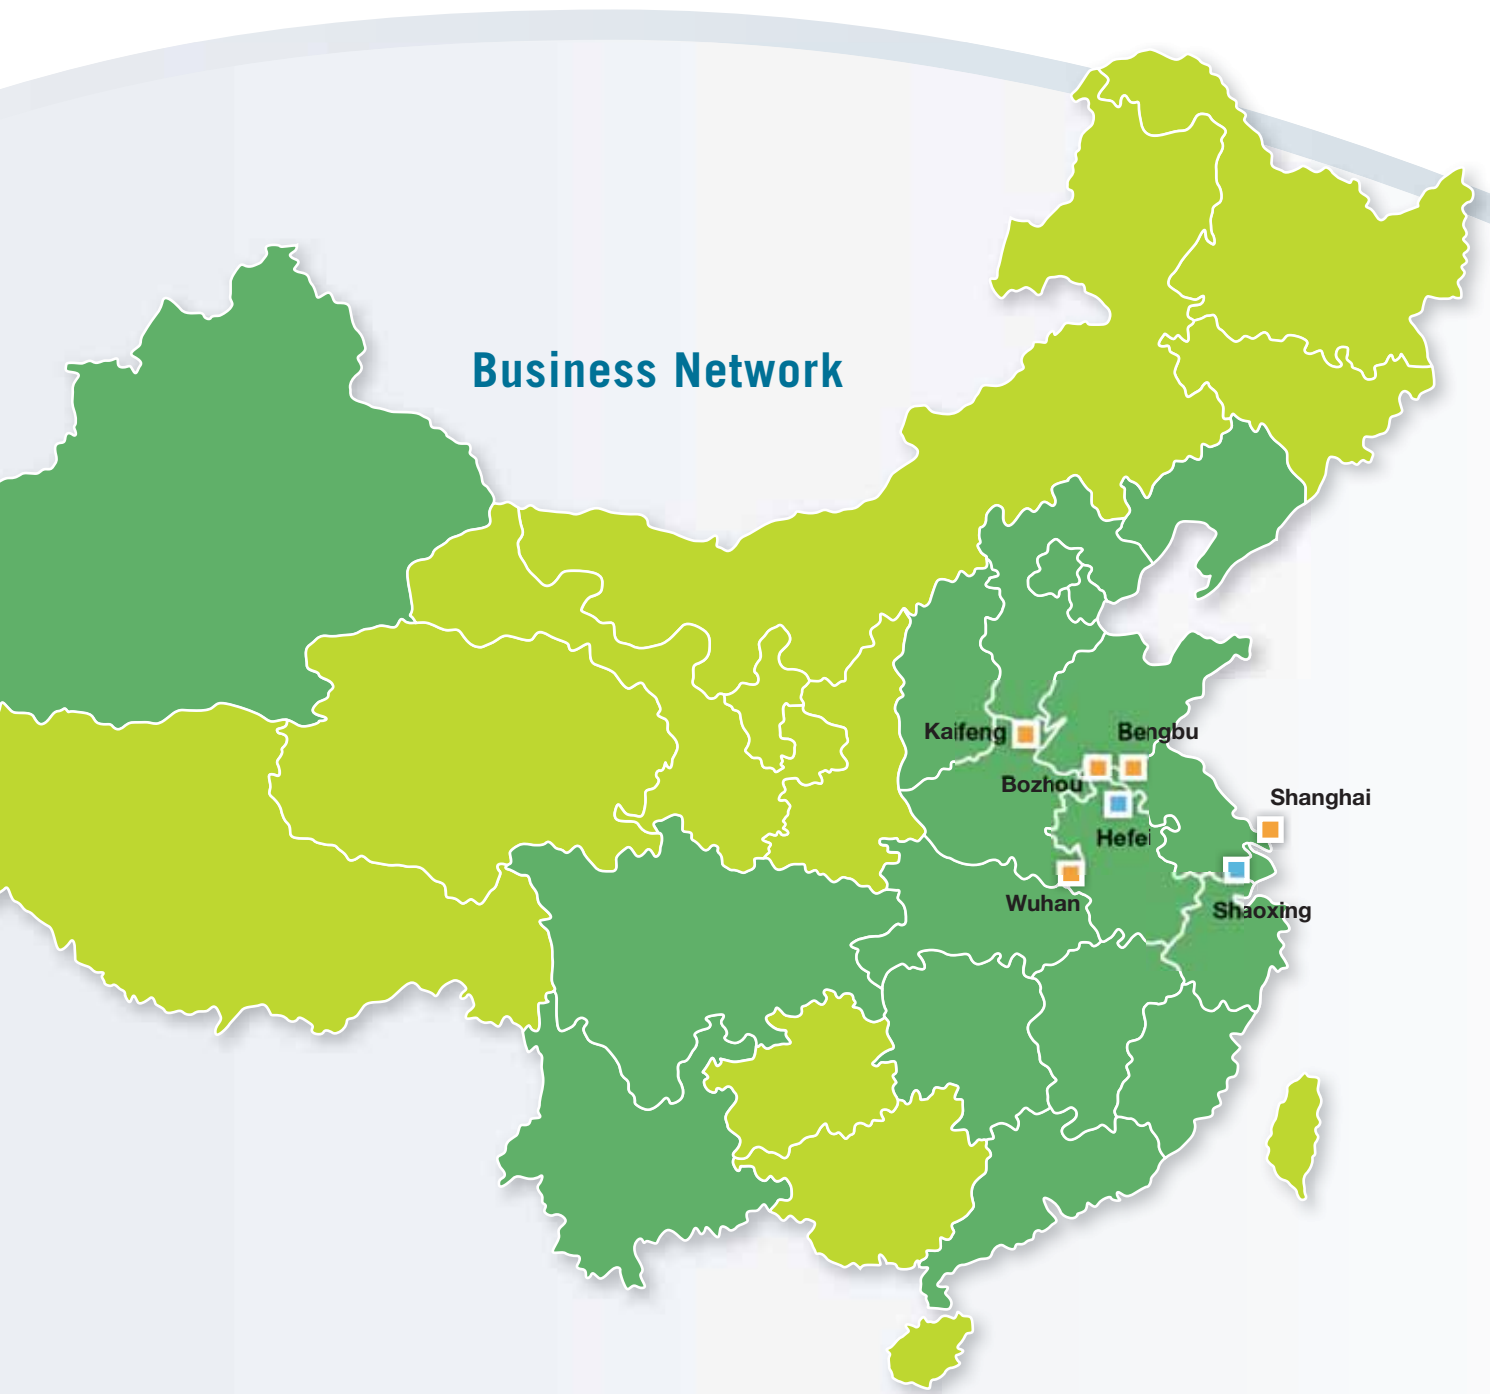 Business Network
Kaifeng
Bengbu
Bozhou
Shanghai
Hefei
Wuhan
Shaoxing